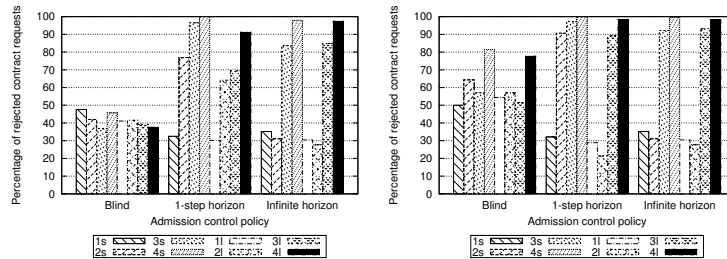 Percentage of rejected contract requests
100
90
80
70
60
50
40
30
20
10
0
Blind 1-step horizon Infinite horizon
Admission control policy
1s 3s 1l 3l
2s 4s 2l 4l
Percentage of rejected contract requests
100
90
80
70
60
50
40
30
20
10
0
Blind 1-step horizon Infinite horizon
Admission control policy
1s 3s 1l 3l
2s 4s 2l 4l